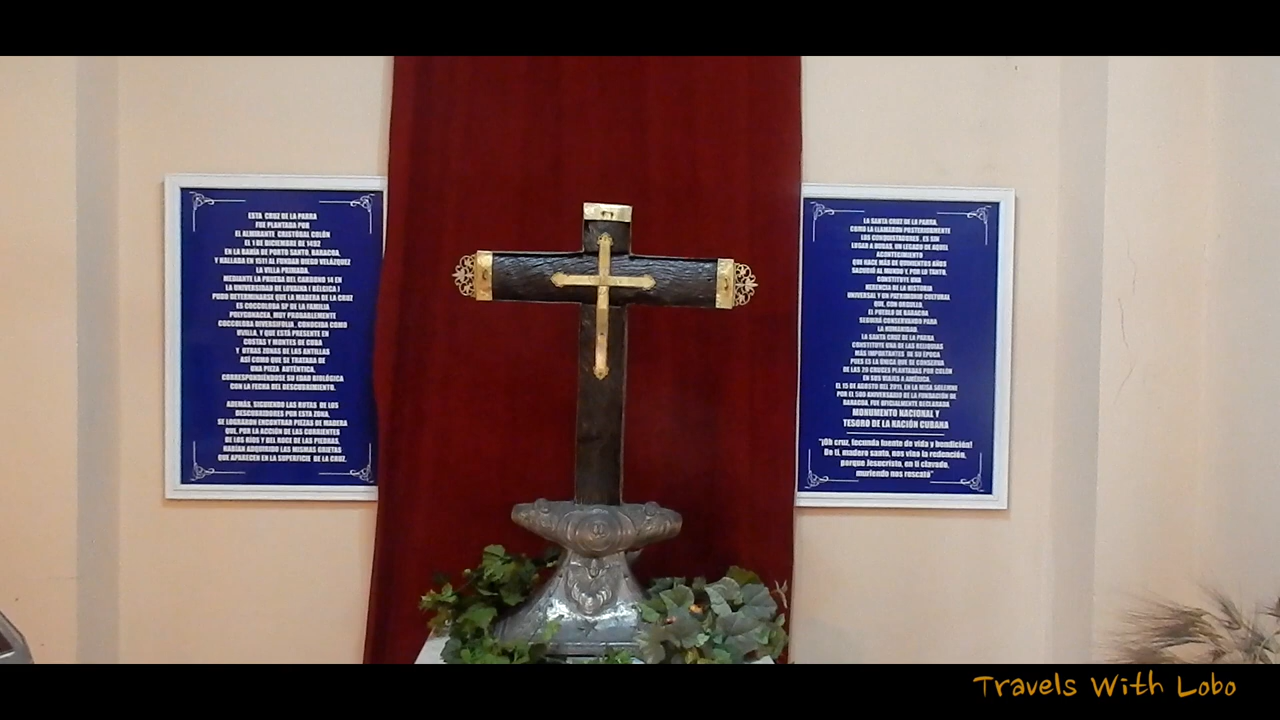 ESTA CRUZ DE LA PARRA
FUE PLANTADA POR
EL ALMIRANTE CRISTÓBAL COLÓN
EL 1 DE DICIEMBRE DE 1492
EN LA BAHÍA DE PORTO SANTO, BARACOA,
Y HALLADA EN 1511 AL FUNDAR DIEGO VELÁZQUEZ
LA VILLA PRIMADA.
MEDIANTE LA PRUEBA DEL CARBONO 14 EN
LA UNIVERSIDAD DE LOVAINA ( BÉLGICA )
PUDO DETERMINARSE QUE LA MADERA DE LA CRUZ
ES COCCOLOBA SP DE LA FAMILIA
POLYGONACEA, MUY PROBABLEMENTE
COCCOLOBA DIVERSIFOLIA, CONOCIDA COMO
UVILLA, Y QUE ESTÁ PRESENTE EN
COSTAS Y MONTES DE CUBA
Y OTRAS ZONAS DE LAS ANTILLAS
ASÍ COMO QUE SE TRATABA DE
UNA PIEZA AUTÉNTICA,
CORRESPONDIÉNDOSE SU EDAD BIOLÓGICA
CON LA FECHA DEL DESCUBRIMIENTO.
ADEMÁS, SIGUIENDO LAS RUTAS DE LOS
DESCUBRIDORES POR ESTA ZONA,
SE LOGRARON ENCONTRAR PIEZAS DE MADERA
QUE, POR LA ACCIÓN DE LAS CORRIENTES
DE LOS RÍOS Y DEL ROCE DE LAS PIEDRAS,
HABÍAN ADQUIRIDO LAS MISMAS GRIETAS
QUE APARECEN EN LA SUPERFICIE DE LA CRUZ.
LA SANTA CRUZ DE LA PARRA,
COMO LA LLAMARON POSTERIORMENTE
LOS CONQUISTADORES, ES SIN
LUGAR A DUDAS, UN LEGADO DE AQUEL
ACONTECIMIENTO
QUE HACE MÁS DE QUINIENTOS AÑOS
SACUDIÓ AL MUNDO Y, POR LO TANTO,
CONSTITUYE UNA
HERENCIA DE LA HISTORIA
UNIVERSAL Y UN PATRIMONIO CULTURAL
QUE, CON ORGULLO,
EL PUEBLO DE BARACOA
SEGUIRÁ CONSERVANDO PARA
LA HUMANIDAD.
LA SANTA CRUZ DE LA PARRA
CONSTITUYE UNA DE LAS RELIQUIAS
MÁS IMPORTANTES DE SU ÉPOCA
PUES ES LA ÚNICA QUE SE CONSERVA
DE LAS 29 CRUCES PLANTADAS POR COLÓN
EN SUS VIAJES A AMÉRICA.
EL 15 DE AGOSTO DEL 2011, EN LA MISA SOLEMNE
POR EL 500 ANIVERSARIO DE LA FUNDACIÓN DE
BARACOA, FUE OFICIALMENTE DECLARADA
MONUMENTO NACIONAL Y
TESORO DE LA NACIÓN CUBANA
"¡Oh cruz, fecunda fuente de vida y bendición!
De ti, madero santo, nos vino la redención,
porque Jesucristo, en ti clavado,
muriendo nos rescató"
Travels With Lobo